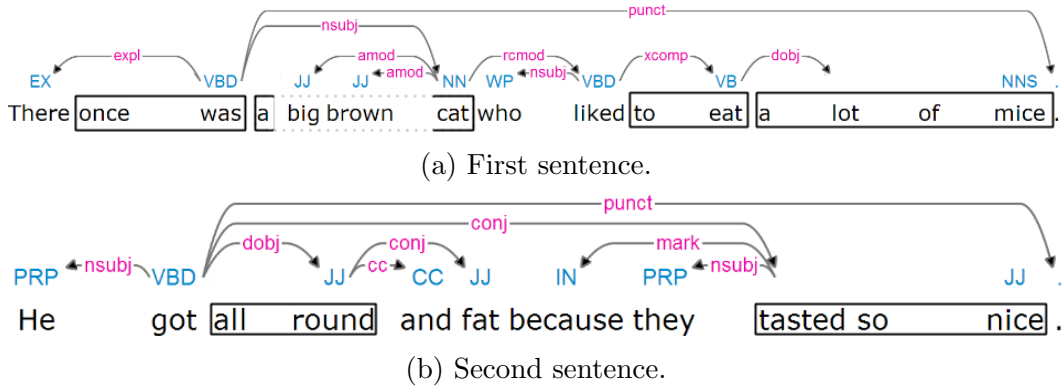 punct
nsubj
expl amod rcmod xcomp dobj
amod nsubj
EX VBD JJ JJ NN WP VBD VB NNS .
There once was a big brown cat who liked to eat a lot of mice .
(a) First sentence.
punct
conj
nsubj dobj conj mark
cc nsubj
PRP VBD JJ CC JJ IN PRP JJ .
He got all round and fat because they tasted so nice .
(b) Second sentence.